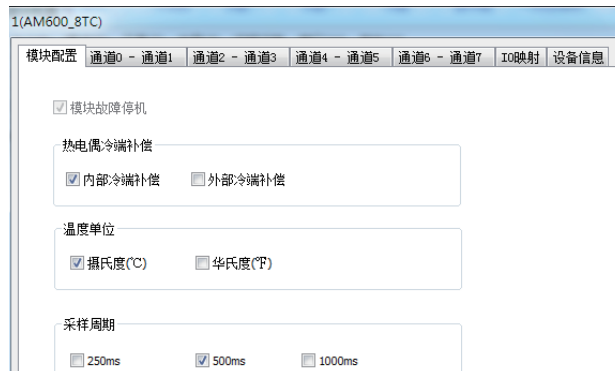 1(AM600_8TC)
模块配置 通道0 - 通道1 通道2 - 通道3 通道4 - 通道5 通道6 - 通道7 IO映射 设备信息
模块故障停机
热电偶冷端补偿
内部冷端补偿 外部冷端补偿
温度单位
摄氏度(℃) 华氏度(℉)
采样周期
250ms 500ms 1000ms